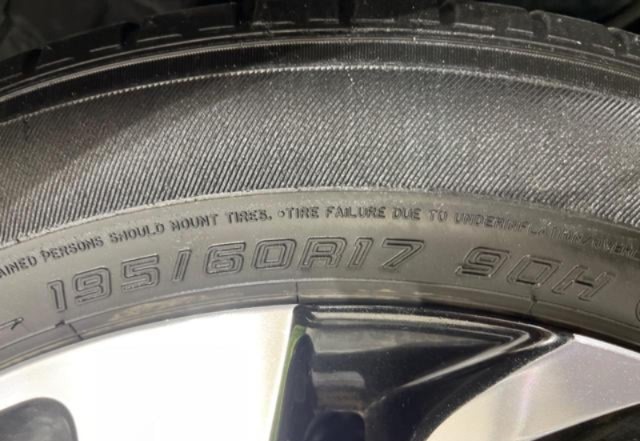 PERSONS SHOULD MOUNT TIRES. •TIRE FAILURE DUE TO
195/60R17 90H